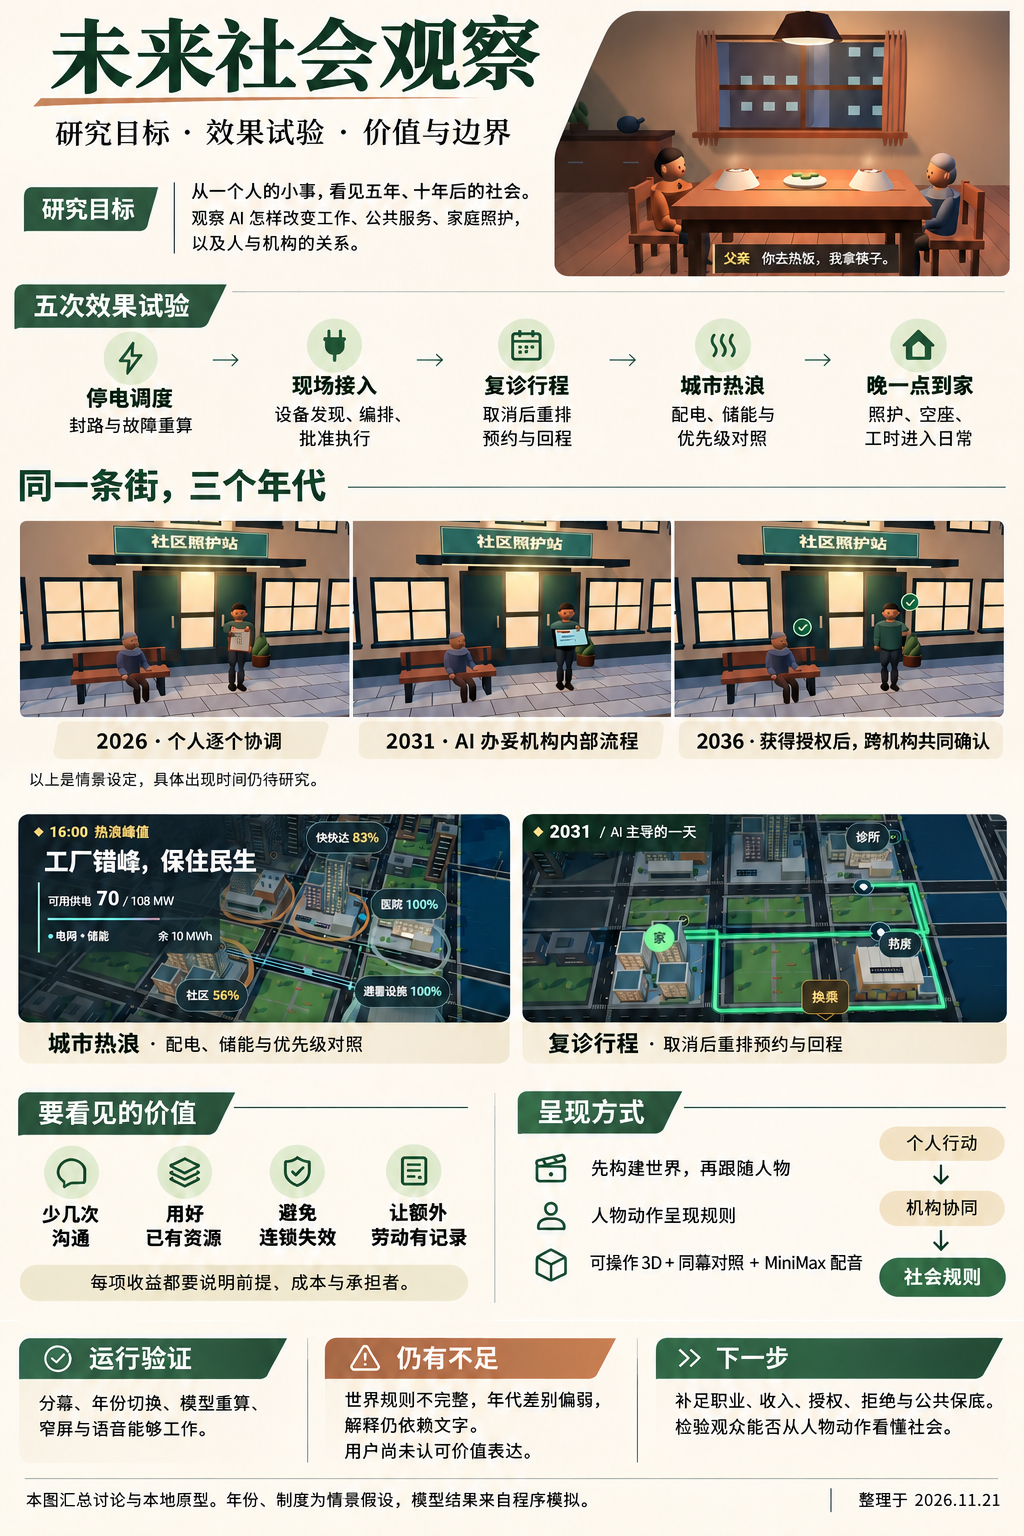 未来社会观察
研究目标 · 效果试验 · 价值与边界
研究目标
从一个人的小事，看见五年、十年后的社会。
观察 AI 怎样改变工作、公共服务、家庭照护，
以及人与机构的关系。
父亲 你去热饭，我拿筷子。
五次效果试验
停电调度
封路与故障重算
现场接入
设备发现、编排、
批准执行
复诊行程
取消后重排
预约与回程
城市热浪
配电、储能与
优先级对照
晚一点到家
照护、空座、
工时进入日常
同一条街，三个年代
社区照护站
社区照护站
社区照护站
2026 · 个人逐个协调
2031 · AI 办妥机构内部流程
2036 · 获得授权后，跨机构共同确认
以上是情景设定，具体出现时间仍待研究。
16:00 热浪峰值
工厂错峰，保住民生
可用供电 70 / 108 MW
电网 · 储能 余 10 MWh
快快达 83%
医院 100%
社区 56%
避暑设施 100%
城市热浪 · 配电、储能与优先级对照
2031 / AI 主导的一天
诊所
家
换乘
复诊行程 · 取消后重排预约与回程
要看见的价值
少几次
沟通
用好
已有资源
避免
连锁失效
让额外
劳动有记录
每项收益都要说明前提、成本与承担者。
呈现方式
先构建世界，再跟随人物
人物动作呈现规则
可操作 3D + 同幕对照 + MiniMax 配音
个人行动
机构协同
社会规则
运行验证
分幕、年份切换、模型重算、
窄屏与语音能够工作。
仍有不足
世界规则不完整，年代差别偏弱，
解释仍依赖文字。
用户尚未认可价值表达。
下一步
补足职业、收入、授权、拒绝与公共保底。
检验观众能否从人物动作看懂社会。
本图汇总讨论与本地原型。年份、制度为情景假设，模型结果来自程序模拟。
整理于 2026.11.21